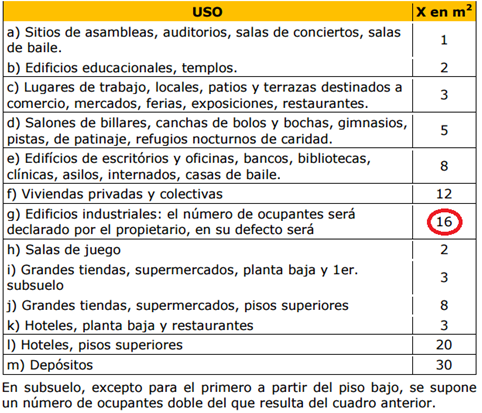 USO X en m²
a) Sitios de asambleas, auditorios, salas de conciertos, salas
de baile. 1
b) Edificios educacionales, templos. 2
c) Lugares de trabajo, locales, patios y terrazas destinados a
comercio, mercados, ferias, exposiciones, restaurantes. 3
d) Salones de billares, canchas de bolos y bochas, gimnasios,
pistas, de patinaje, refugios nocturnos de caridad. 5
e) Edifícios de escritórios y oficinas, bancos, bibliotecas,
clínicas, asilos, internados, casas de baile. 8
f) Viviendas privadas y colectivas 12
g) Edificios industriales: el número de ocupantes será
declarado por el propietario, en su defecto será 16
h) Salas de juego 2
i) Grandes tiendas, supermercados, planta baja y 1er.
subsuelo 3
j) Grandes tiendas, supermercados, pisos superiores 8
k) Hoteles, planta baja y restaurantes 3
l) Hoteles, pisos superiores 20
m) Depósitos 30
En subsuelo, excepto para el primero a partir del piso bajo, se supone
un número de ocupantes doble del que resulta del cuadro anterior.